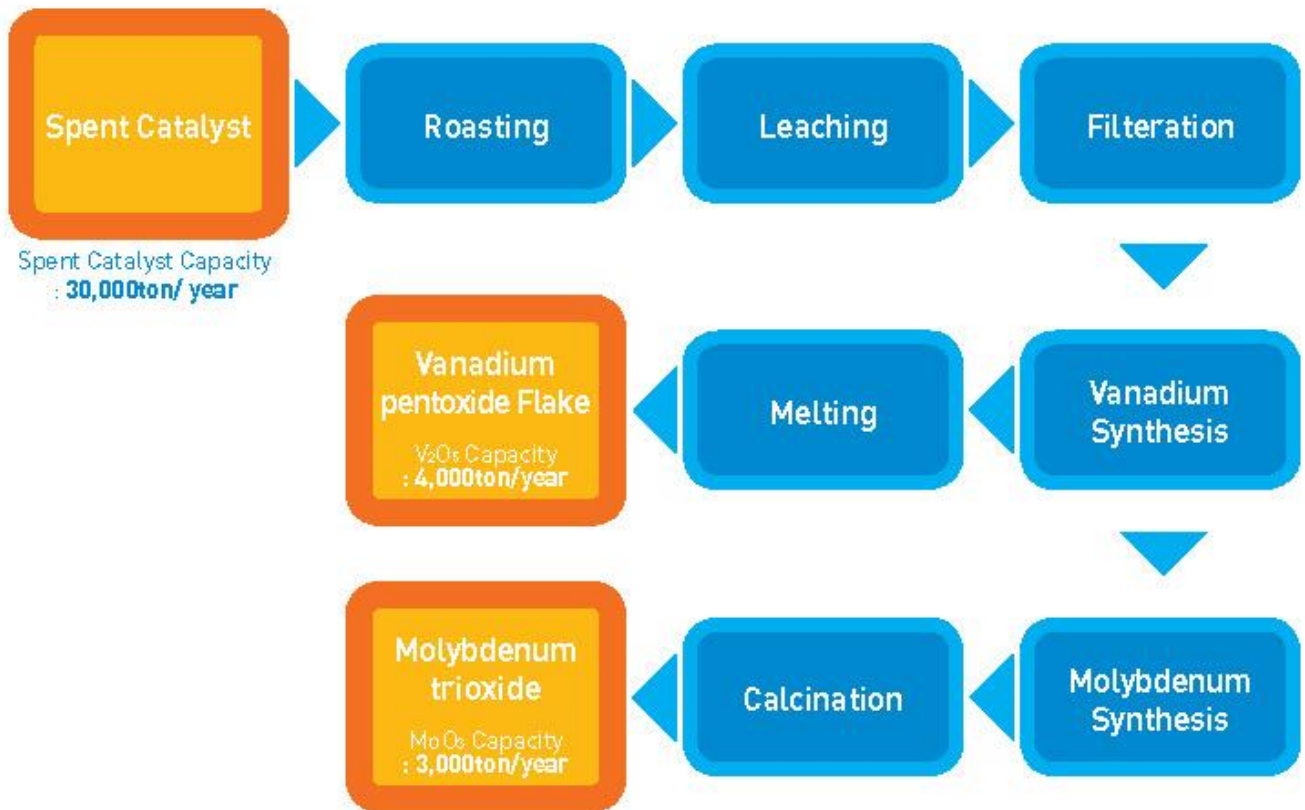 Spent Catalyst
Roasting
Leaching
Filteration
Spent Catalyst Capacity
: 30,000ton/ year
Vanadium
pentoxide Flake
V₂O₅ Capacity
: 4,000ton/year
Melting
Vanadium
Synthesis
Molybdenum
trioxide
MoO₅ Capacity
: 3,000ton/year
Calcination
Molybdenum
Synthesis